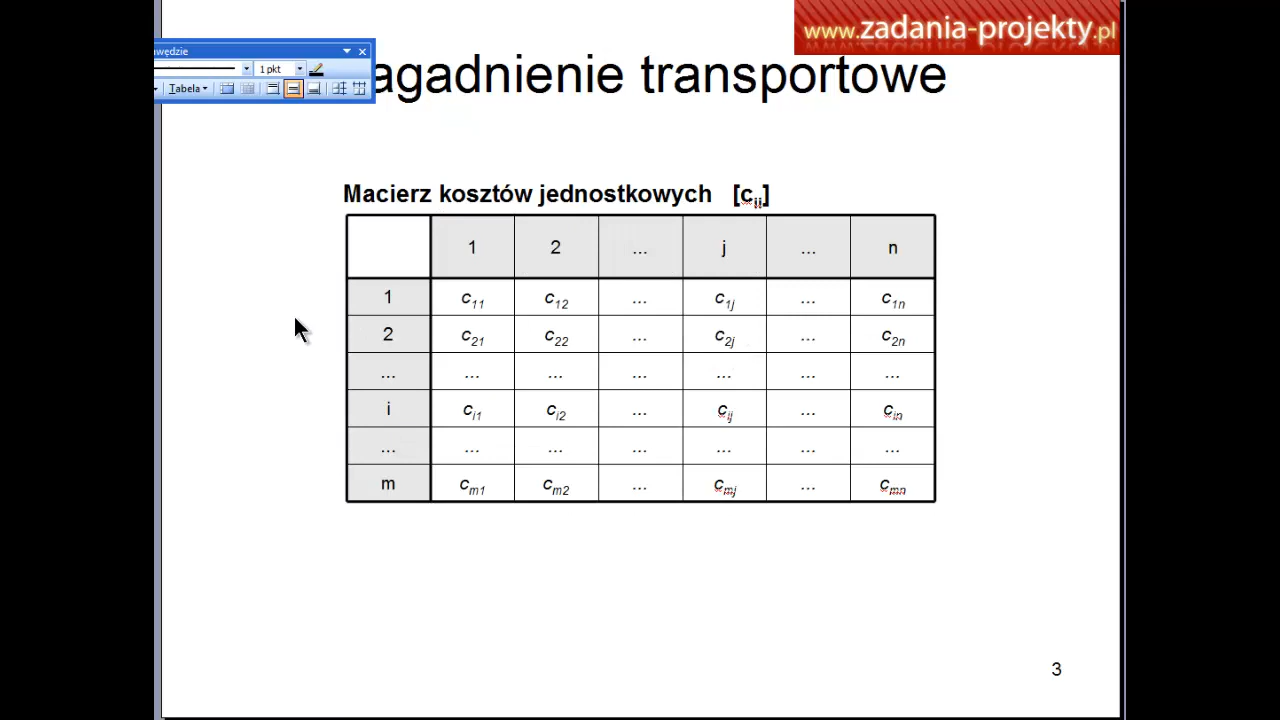 www.zadania-projekty.pl
awędzie
1 pkt
Tabela
agadnienie transportowe
Macierz kosztów jednostkowych [cij]
1 2 ... j ... n
1 c11 c12 ... c1j ... c1n
2 c21 c22 ... c2j ... c2n
... ... ... ... ... ... ...
i ci1 ci2 ... cij ... cin
... ... ... ... ... ... ...
m cm1 cm2 ... cmj ... cmn
3